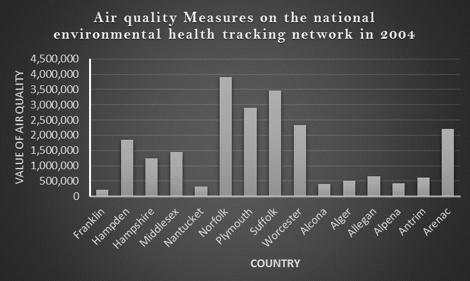 Air quality Measures on the national
environmental health tracking network in 2004
VALUE OF AIR QUALITY
4,500,000
4,000,000
3,500,000
3,000,000
2,500,000
2,000,000
1,500,000
1,000,000
500,000
0
Franklin
Hampden
Hampshire
Middlesex
Nantucket
Norfolk
Plymouth
Suffolk
Worcester
Alcona
Alger
Allegan
Alpena
Antrim
Arenac
COUNTRY